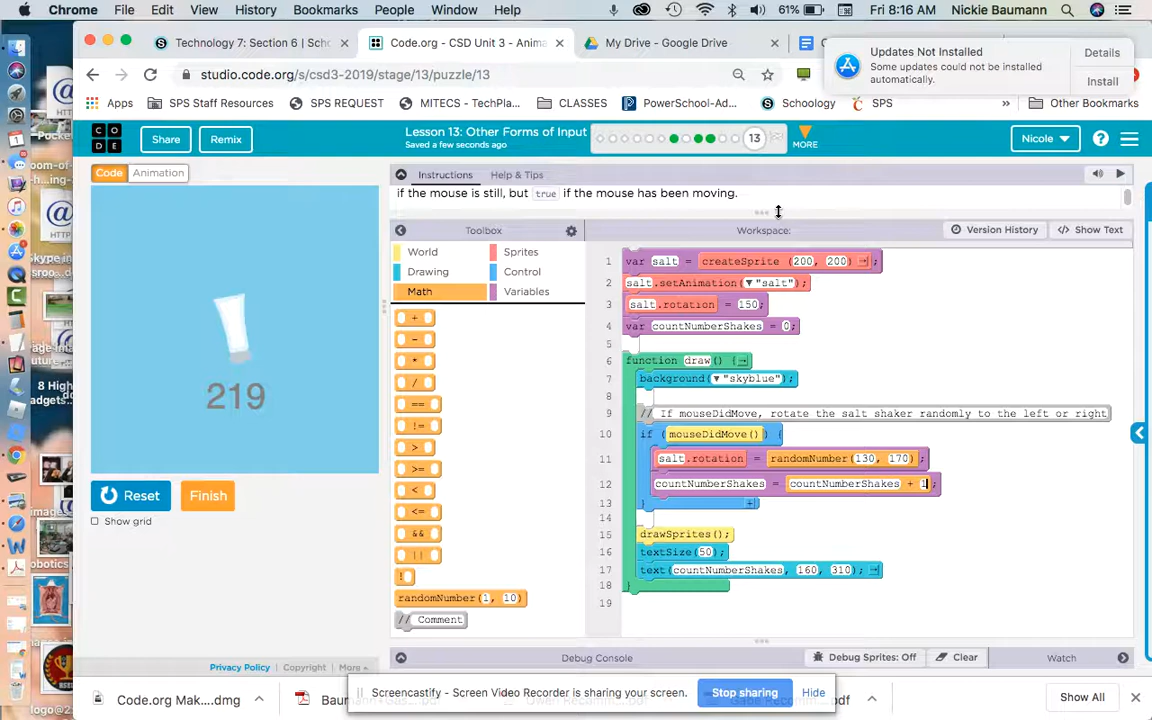 Chrome File Edit View History Bookmarks People Window Help 61% Fri 8:16 AM Nickie Baumann
Technology 7: Section 6 | Scho
Code.org - CSD Unit 3 - Anima
My Drive - Google Drive
Updates Not Installed
Some updates could not be installed
automatically.
Details
Install
studio.code.org/s/csd3-2019/stage/13/puzzle/13
Apps SPS Staff Resources SPS REQUEST MITECS - TechPla... CLASSES PowerSchool-Ad... Schoology SPS » Other Bookmarks
CODE
Share
Remix
Lesson 13: Other Forms of Input
Saved a few seconds ago
13
MORE
Nicole
Code Animation
Instructions Help & Tips
if the mouse is still, but true if the mouse has been moving.
Toolbox
Workspace:
Version History
Show Text
World Sprites
Drawing Control
Math Variables
+
-
*
/
==
!=
>
>=
<
<=
&&
||
!
randomNumber(1, 10)
// Comment
1 var salt = createSprite (200, 200) ;
2 salt.setAnimation( "salt");
3 salt.rotation = 150;
4 var countNumberShakes = 0;
5
6 function draw() {
7 background( "skyblue");
8
9 // If mouseDidMove, rotate the salt shaker randomly to the left or right
10 if (mouseDidMove()) {
11 salt.rotation = randomNumber(130, 170);
12 countNumberShakes = countNumberShakes + 1;
13 }
14
15 drawSprites();
16 textSize(50);
17 text(countNumberShakes, 160, 310);
18 }
19
219
Reset
Finish
Show grid
Privacy Policy | Copyright | More
Debug Console
Debug Sprites: Off
Clear
Watch
Code.org Mak....dmg
Screencastify - Screen Video Recorder is sharing your screen.
Stop sharing
Hide
Show All